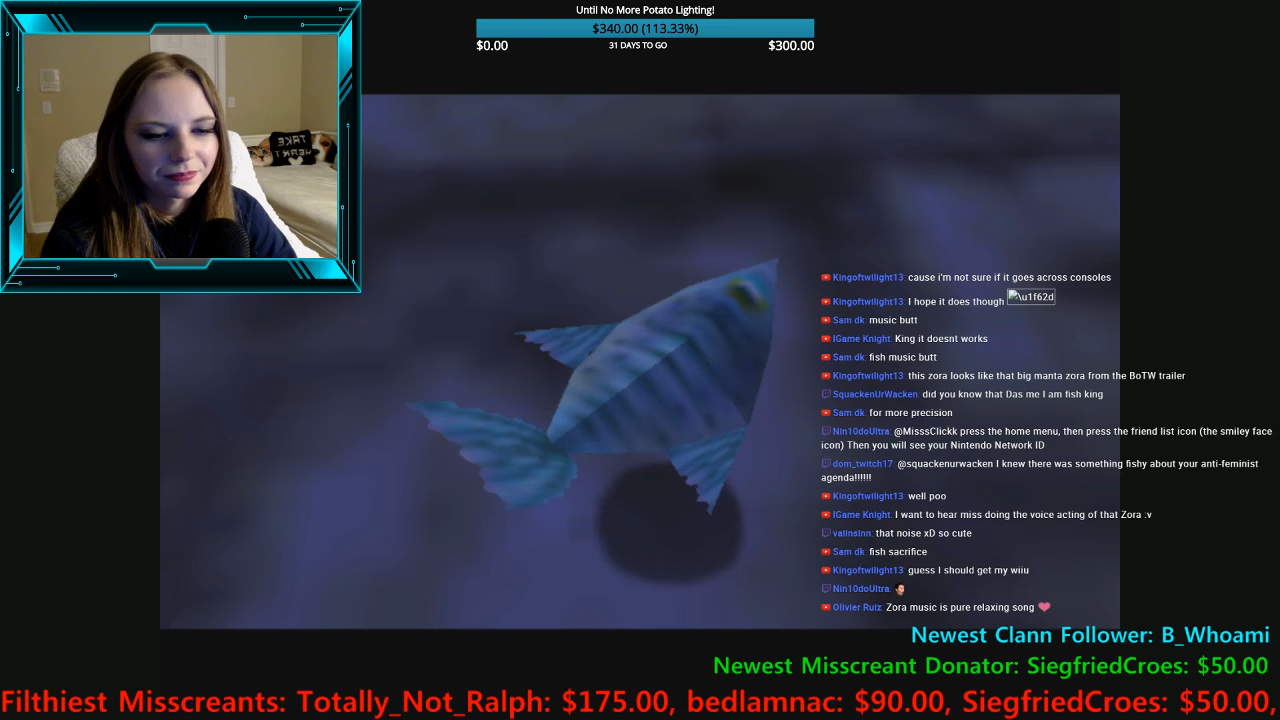 Until No More Potato Lighting!
$340.00 (113.33%)
$0.00 31 DAYS TO GO $300.00
TAKE
HEART
Kingoftwilight13: cause i'm not sure if it goes across consoles
Kingoftwilight13: I hope it does though \u1f62d
Sam dk: music butt
IGame Knight: King it doesnt works
Sam dk: fish music butt
Kingoftwilight13: this zora looks like that big manta zora from the BoTW trailer
SquackenUrWacken: did you know that Das me I am fish king
Sam dk: for more precision
Nin10doUltra: @MisssClickk press the home menu, then press the friend list icon (the smiley face
icon) Then you will see your Nintendo Network ID
dom_twitch17: @squackenurwacken I knew there was something fishy about your anti-feminist
agenda!!!!!!
Kingoftwilight13: well poo
IGame Knight: I want to hear miss doing the voice acting of that Zora :v
valinsinn: that noise xD so cute
Sam dk: fish sacrifice
Kingoftwilight13: guess I should get my wiiu
Nin10doUltra:
Olivier Ruiz: Zora music is pure relaxing song
Newest Clann Follower: B_Whoami
Newest Misscreant Donator: SiegfriedCroes: $50.00
Filthiest Misscreants: Totally_Not_Ralph: $175.00, bedlamnac: $90.00, SiegfriedCroes: $50.00,